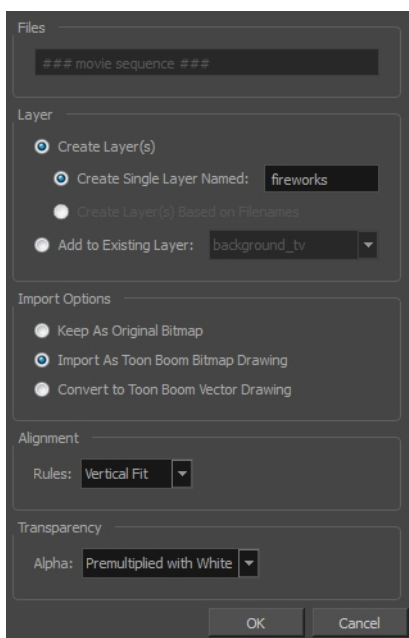 Files
### movie sequence ###
Layer
Create Layer(s)
Create Single Layer Named: fireworks
Create Layer(s) Based on Filenames
Add to Existing Layer: background_tv
Import Options
Keep As Original Bitmap
Import As Toon Boom Bitmap Drawing
Convert to Toon Boom Vector Drawing
Alignment
Rules: Vertical Fit
Transparency
Alpha: Premultiplied with White
OK Cancel